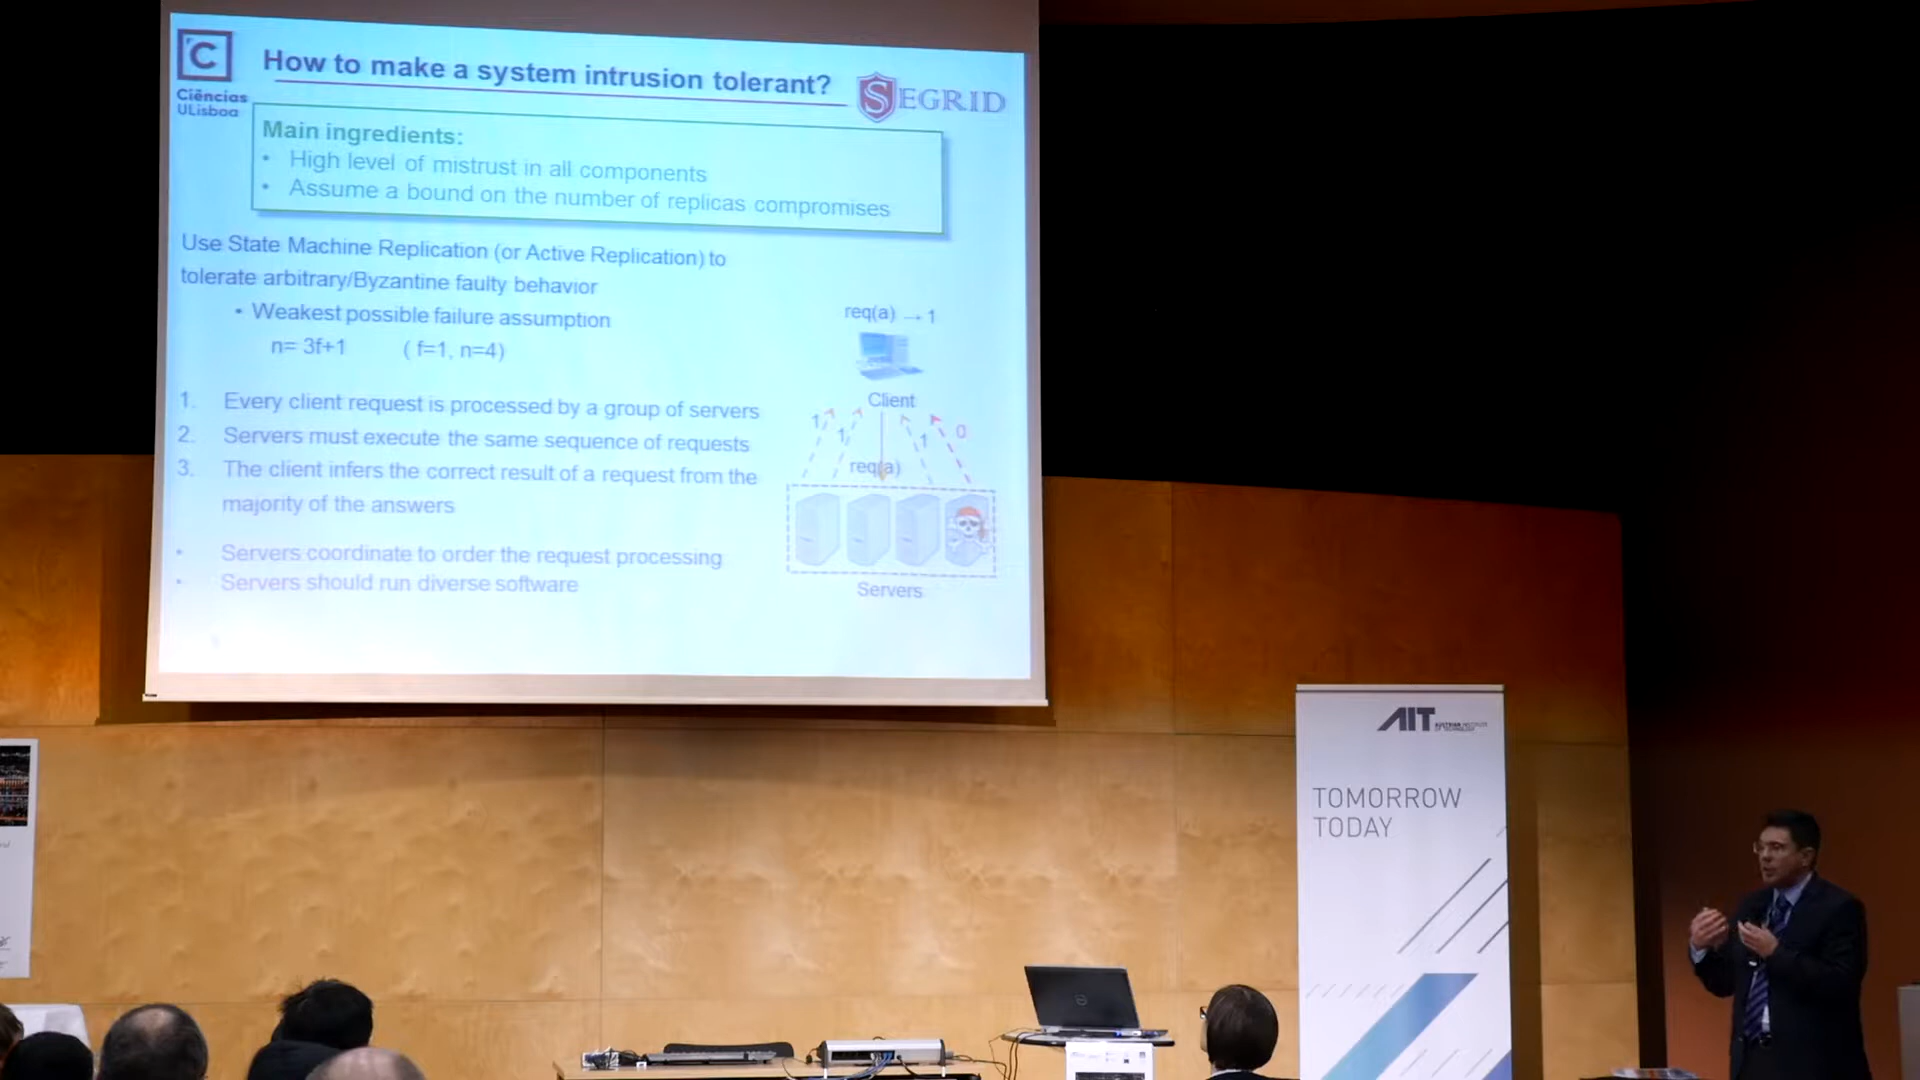 C
Ciências
ULisboa
How to make a system intrusion tolerant?
SEGRID
Main ingredients:
• High level of mistrust in all components
• Assume a bound on the number of replicas compromises
Use State Machine Replication (or Active Replication) to
tolerate arbitrary/Byzantine faulty behavior
• Weakest possible failure assumption
n= 3f+1 ( f=1, n=4)
1. Every client request is processed by a group of servers
2. Servers must execute the same sequence of requests
3. The client infers the correct result of a request from the
majority of the answers
• Servers coordinate to order the request processing
• Servers should run diverse software
req(a) → 1
Client
1 1 1 0
req(a)
Servers
AIT AUSTRIAN INSTITUTE
OF TECHNOLOGY
TOMORROW
TODAY